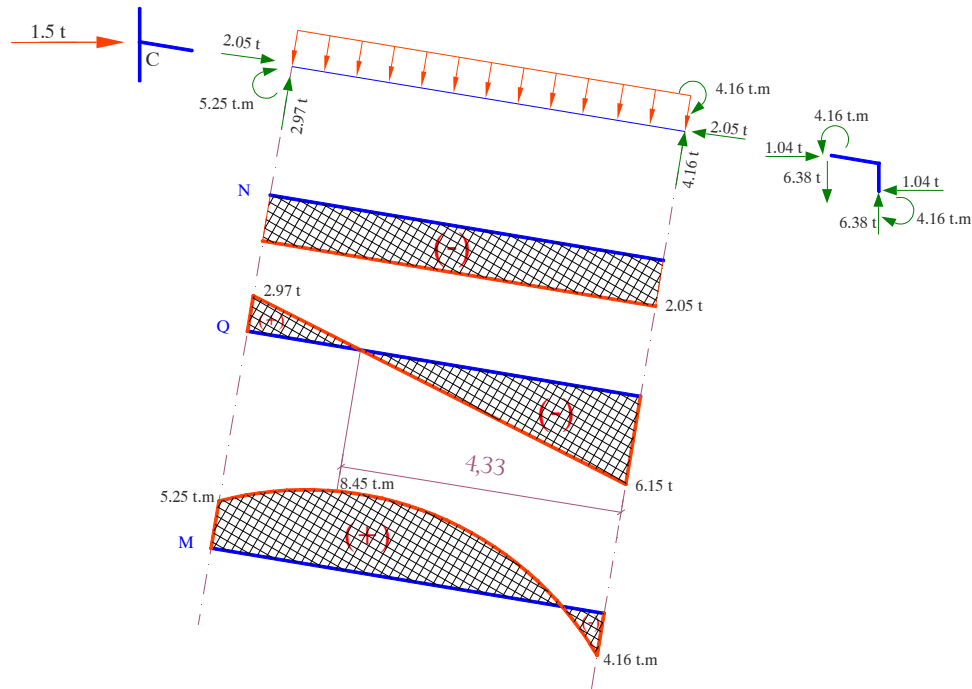 1.5 t
C
2.05 t
5.25 t.m
2.97 t
4.16 t.m
2.05 t
4.16 t
4.16 t.m
1.04 t
6.38 t
1.04 t
6.38 t
4.16 t.m
N
(-)
2.05 t
2.97 t
Q
(+)
(-)
4,33
6.15 t
5.25 t.m
8.45 t.m
M
(+)
(-)
4.16 t.m